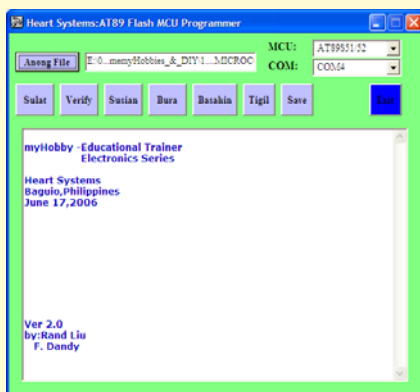 Heart Systems:AT89 Flash MCU Programmer
MCU: AT89S51/52
Anong File E:\0...memyHobbies_&_DIY\1....MICROC
COM: COM4
Sulat Verify Susian Bura Basahin Tigil Save Exit
myHobby -Educational Trainer
Electronics Series
Heart Systems
Baguio,Philippines
June 17,2006
Ver 2.0
by:Rand Liu
F. Dandy